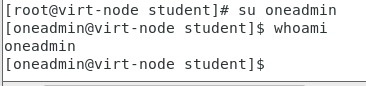 [root@virt-node student]# su oneadmin
[oneadmin@virt-node student]$ whoami
oneadmin
[oneadmin@virt-node student]$